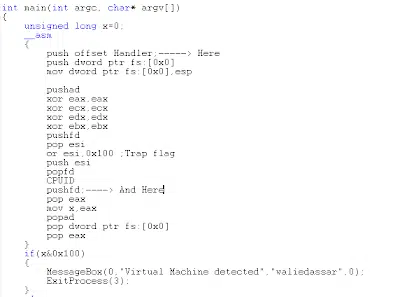 int main(int argc, char* argv[])
{
unsigned long x=0;
__asm
{
push offset Handler;-----> Here
push dword ptr fs:[0x0]
mov dword ptr fs:[0x0],esp
pushad
xor eax,eax
xor ecx,ecx
xor edx,edx
xor ebx,ebx
pushfd
pop esi
or esi,0x100 ;Trap flag
push esi
popfd
CPUID
pushfd;----> And Here
pop eax
mov x,eax
popad
pop dword ptr fs:[0x0]
pop eax
}
if(x&0x100)
{
MessageBox(0,"Virtual Machine detected","waliedassar",0);
ExitProcess(3);
}